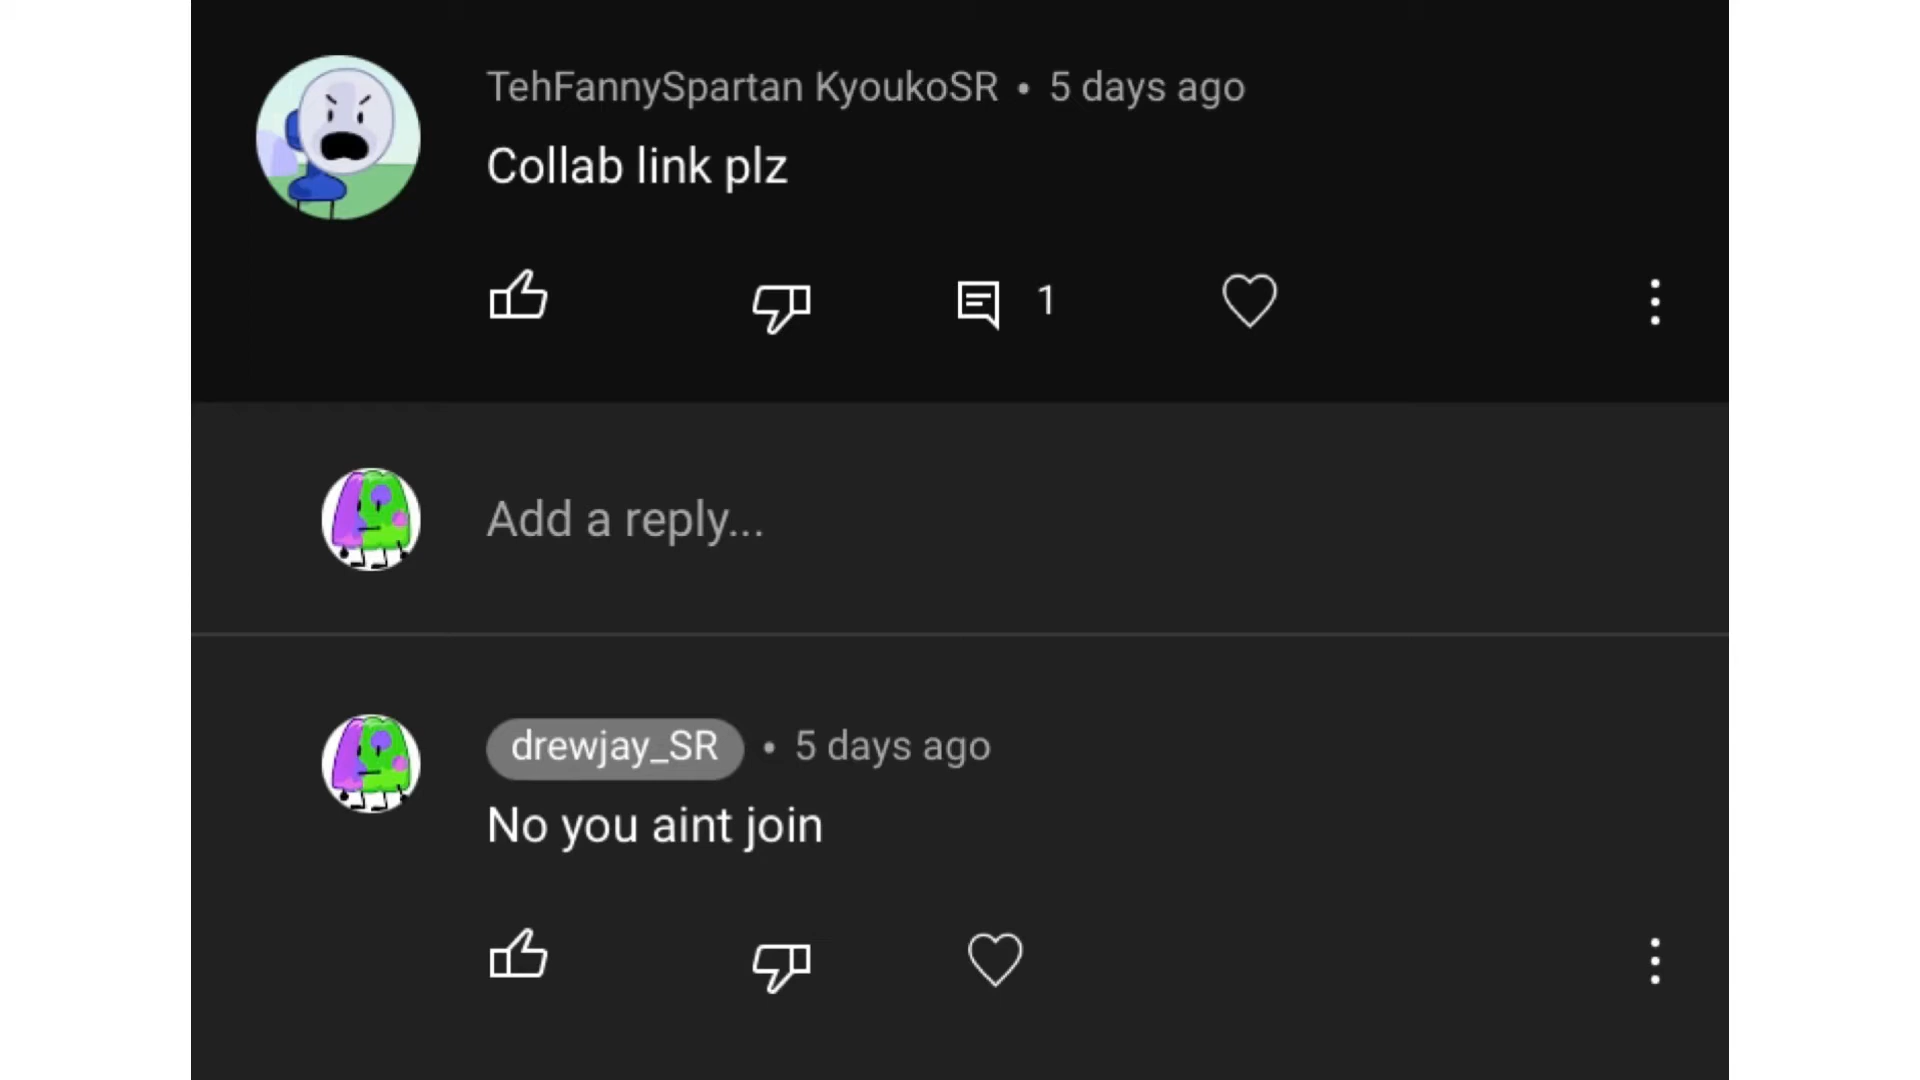 TehFannySpartan KyoukoSR • 5 days ago
Collab link plz
1
Add a reply...
drewjay_SR • 5 days ago
No you aint join